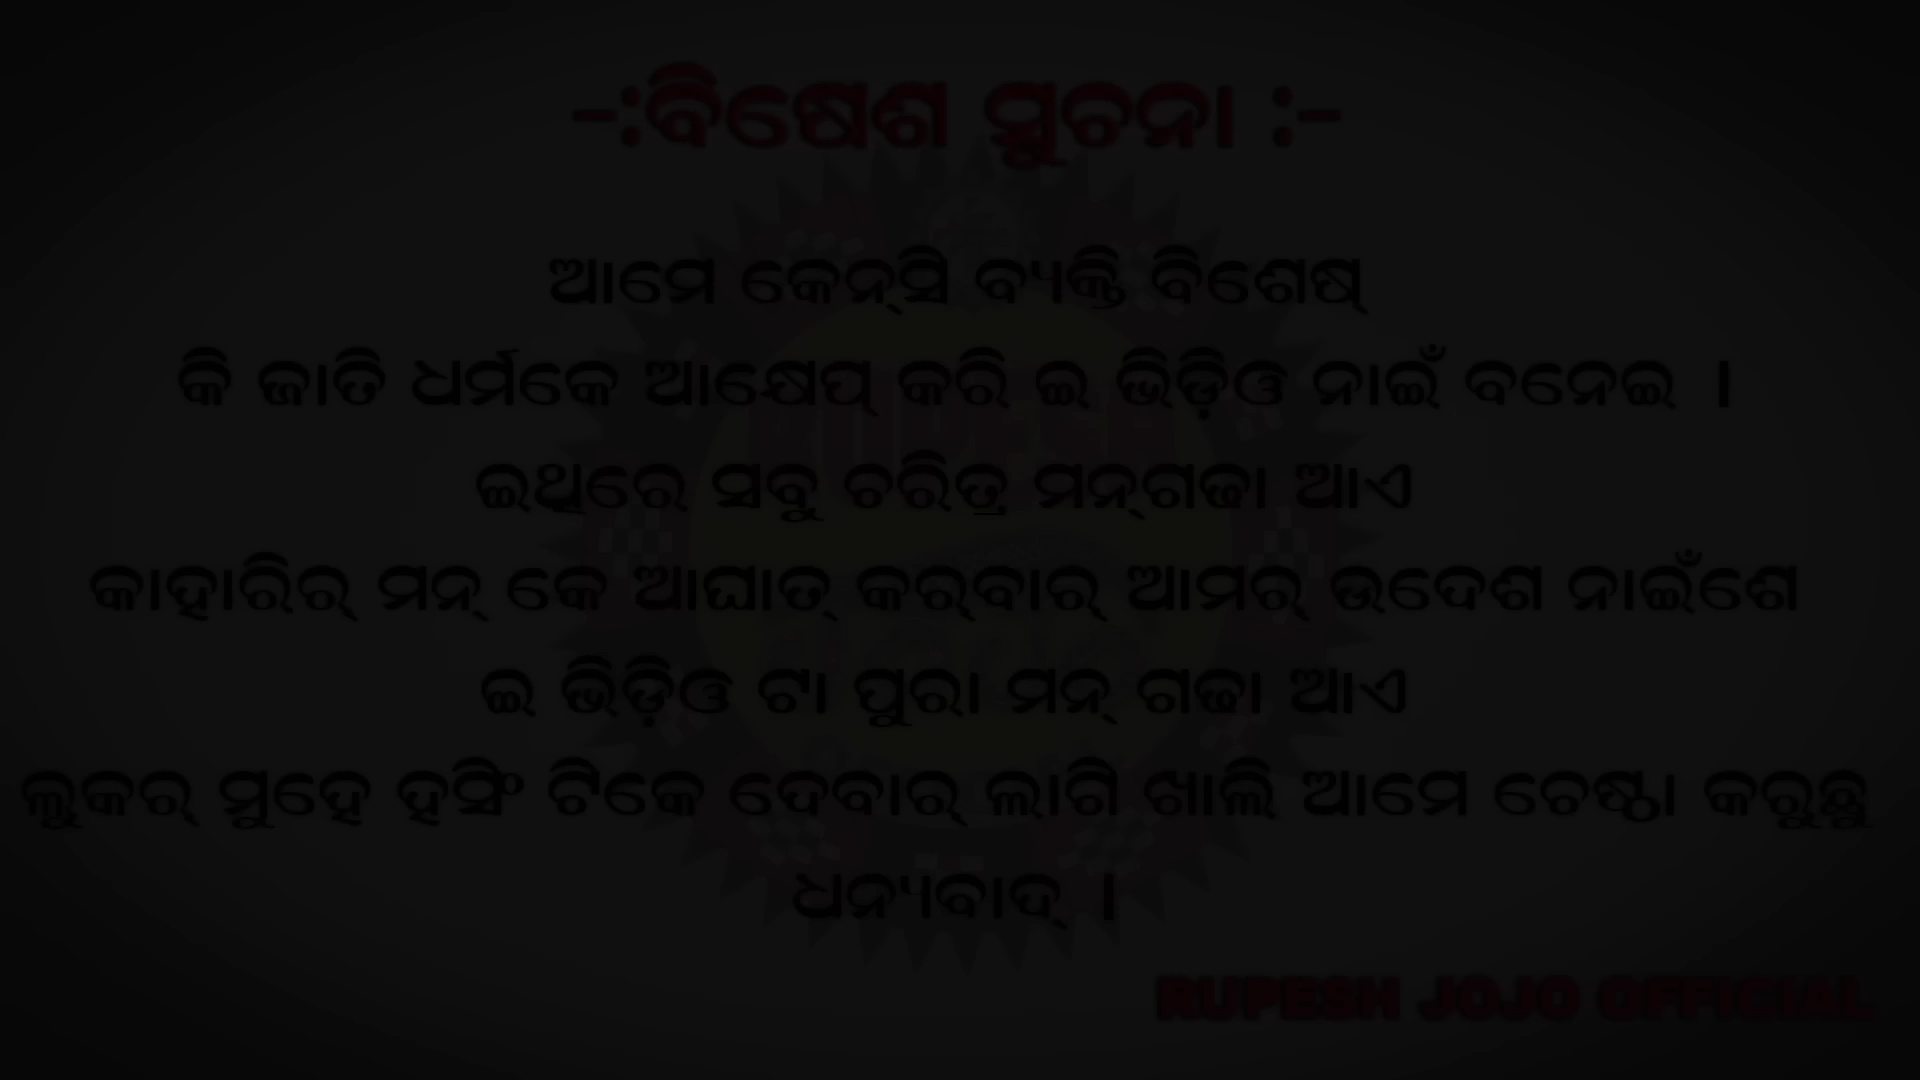 -:ବିଷେଶ ସୁଚନା :-
ଆମେ କେନ୍‌ସି ବ୍ୟକ୍ତି ବିଶେଷ୍
କି ଜାତି ଧର୍ମକେ ଆକ୍ଷେପ୍ କରି ଇ ଭିଡ଼ିଓ ନାଇଁ ବନେଇ ।
ଇଥିରେ ସବୁ ଚରିତ୍ର ମନ୍‌ଗଢା ଆଏ
କାହାରିର୍ ମନ୍ କେ ଆଘାତ୍ କର୍‌ବାର୍ ଆମର୍ ଉଦେଶ ନାଇଁଶେ
ଇ ଭିଡ଼ିଓ ଟା ପୁରା ମନ୍ ଗଢା ଆଏ
ଲୁକର୍ ମୁହେ ହସିଂ ଟିକେ ଦେବାର୍ ଲାଗି ଖାଲି ଆମେ ଚେଷ୍ଠା କରୁଛୁ
ଧନ୍ୟବାଦ୍ ।
RUPESH JOJO OFFICIAL